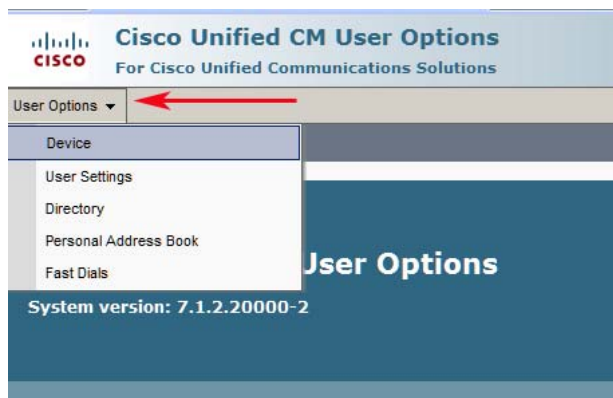 Cisco Unified CM User Options
CISCO
For Cisco Unified Communications Solutions
User Options
Device
User Settings
Directory
Personal Address Book
Fast Dials
User Options
System version: 7.1.2.20000-2